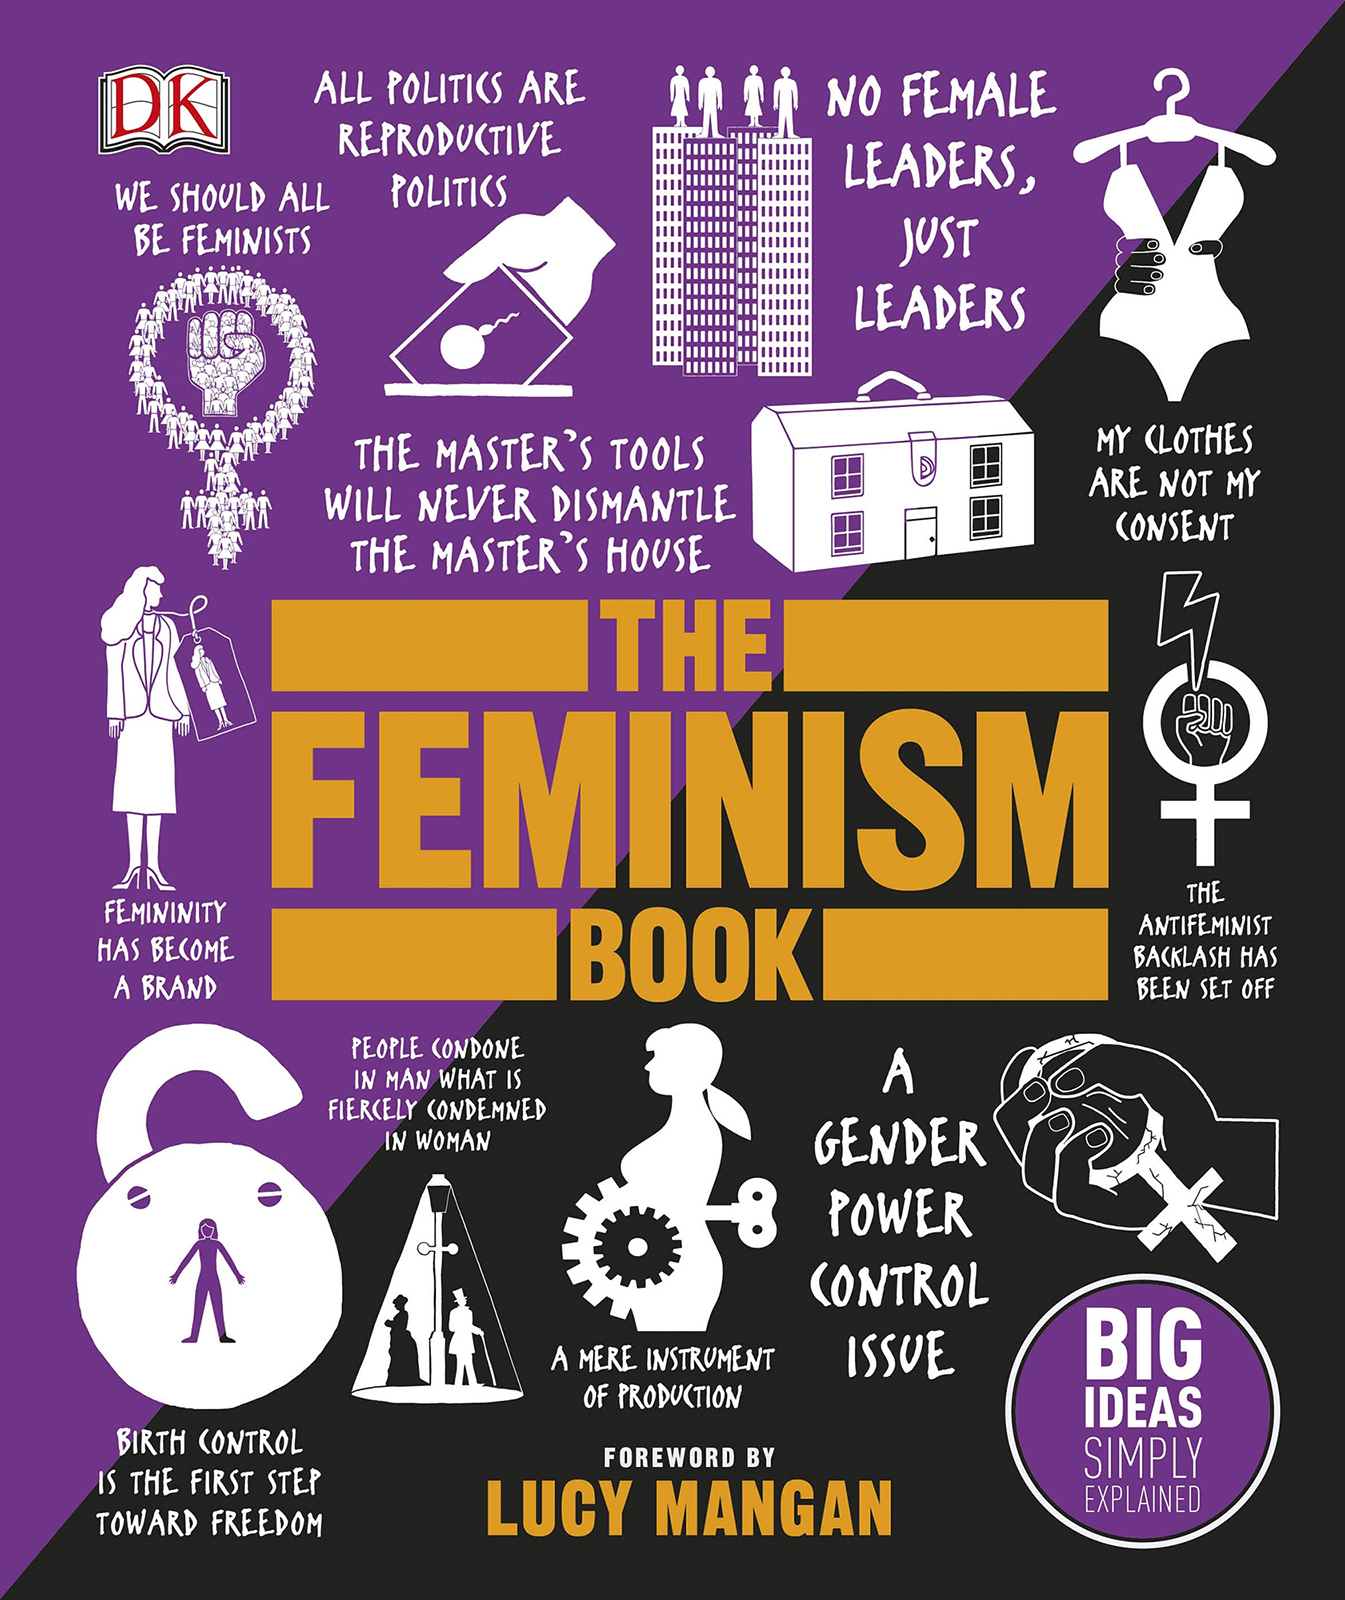 DK
ALL POLITICS ARE
REPRODUCTIVE
POLITICS
NO FEMALE
LEADERS,
JUST
LEADERS
WE SHOULD ALL
BE FEMINISTS
MY CLOTHES
ARE NOT MY
CONSENT
THE MASTER'S TOOLS
WILL NEVER DISMANTLE
THE MASTER'S HOUSE
THE
FEMINISM
BOOK
FEMININITY
HAS BECOME
A BRAND
THE
ANTIFEMINIST
BACKLASH HAS
BEEN SET OFF
PEOPLE CONDONE
IN MAN WHAT IS
FIERCELY CONDEMNED
IN WOMAN
A
GENDER
POWER
CONTROL
ISSUE
A MERE INSTRUMENT
OF PRODUCTION
BIRTH CONTROL
IS THE FIRST STEP
TOWARD FREEDOM
FOREWORD BY
LUCY MANGAN
BIG
IDEAS
SIMPLY
EXPLAINED